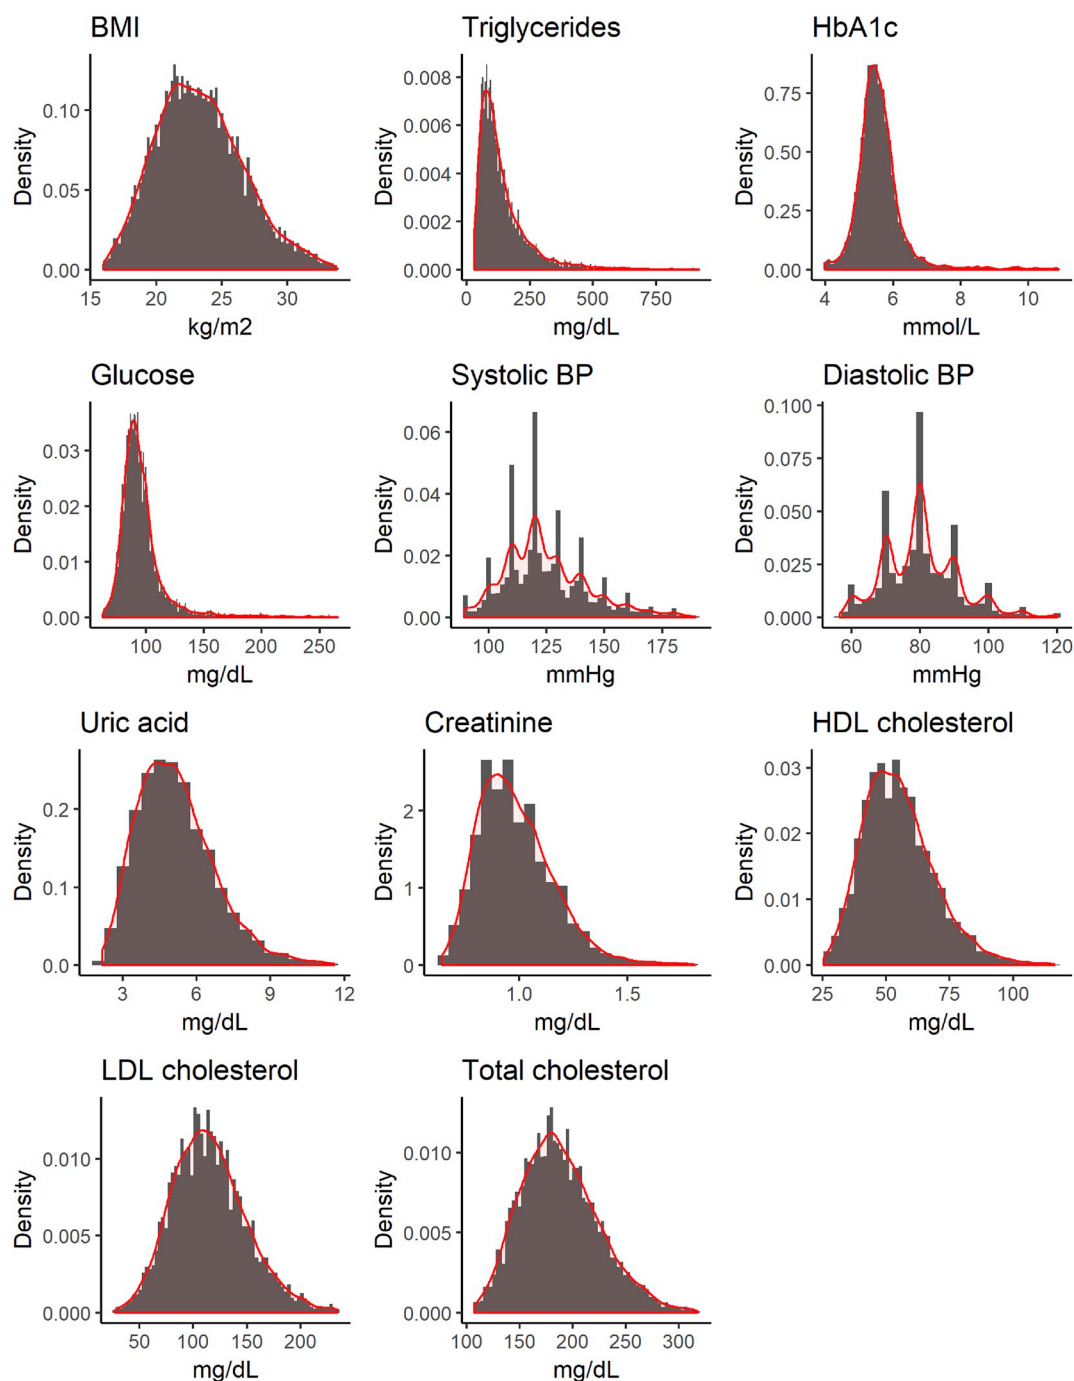 BMI
Density
0.10
0.05
0.00
15 20 25 30
kg/m2
Triglycerides
Density
0.008
0.006
0.004
0.002
0.000
0 250 500 750
mg/dL
HbA1c
Density
0.75
0.50
0.25
0.00
4 6 8 10
mmol/L
Glucose
Density
0.03
0.02
0.01
0.00
100 150 200 250
mg/dL
Systolic BP
Density
0.06
0.04
0.02
0.00
100 125 150 175
mmHg
Diastolic BP
Density
0.100
0.075
0.050
0.025
0.000
60 80 100 120
mmHg
Uric acid
Density
0.2
0.1
0.0
3 6 9 12
mg/dL
Creatinine
Density
2
1
0
1.0 1.5
mg/dL
HDL cholesterol
Density
0.03
0.02
0.01
0.00
25 50 75 100
mg/dL
LDL cholesterol
Density
0.010
0.005
0.000
50 100 150 200
mg/dL
Total cholesterol
Density
0.010
0.005
0.000
100 150 200 250 300
mg/dL